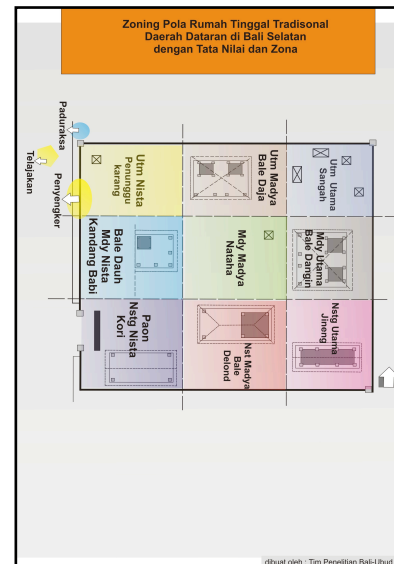 Zoning Pola Rumah Tinggal Tradisonal
Daerah Dataran di Bali Selatan
dengan Tata Nilai dan Zona
Paduraksa
Telajakan
Penyengker
Utm Nista
Penunggu
karang
Utm Madya
Bale Daja
Utm Utama
Sangah
Bale Dauh
Mdy Nista
Kandang Babi
Mdy Madya
Nataha
Mdy Utama
Bale Dangin
Paon
Nstg Nista
Kori
Nst Madya
Bale
Delond
Nstg Utama
Jineng
dibuat oleh : Tim Penelitian Bali-Ubud